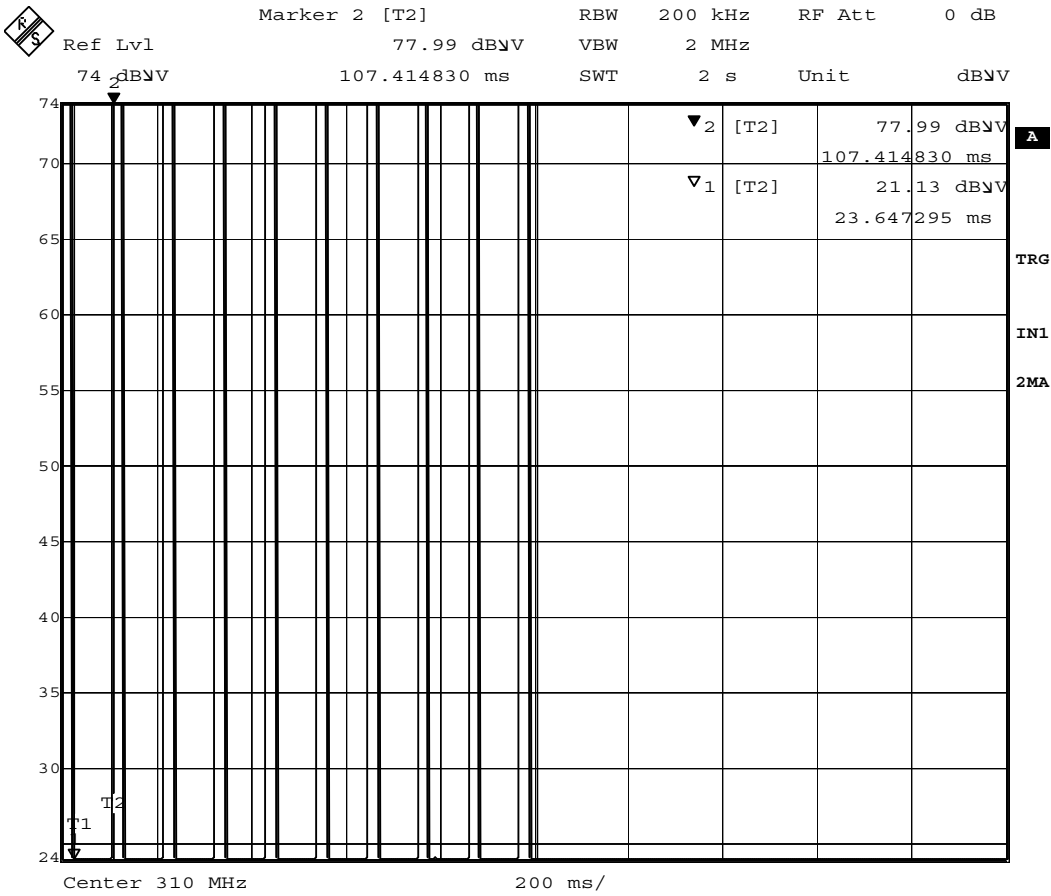 R S
Marker 2 [T2] RBW 200 kHz RF Att 0 dB
Ref Lvl 77.99 dBµV VBW 2 MHz
74 dBµV 107.414830 ms SWT 2 s Unit dBµV
2
74
2 [T2] 77.99 dBµV
A
107.414830 ms
70
1 [T2] 21.13 dBµV
23.647295 ms
65
TRG
60
IN1
55
2MA
50
45
40
35
30
T2
T1
24
Center 310 MHz 200 ms/